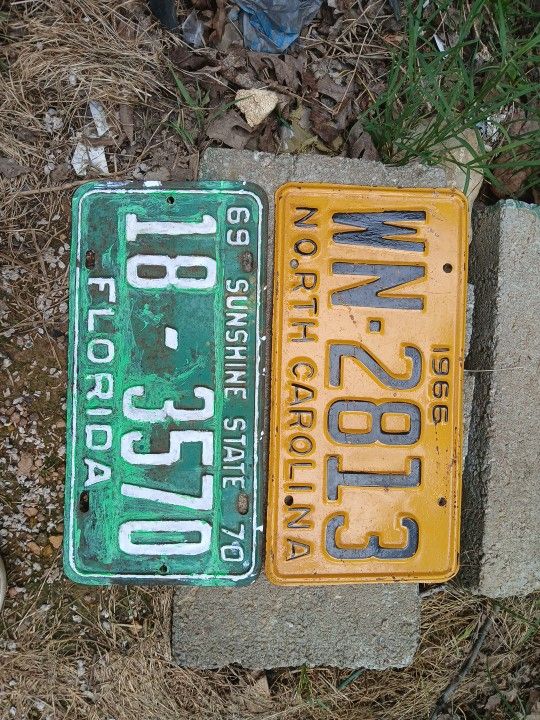 69 SUNSHINE STATE 70
18-3570
FLORIDA
1966
WN-2813
NORTH CAROLINA